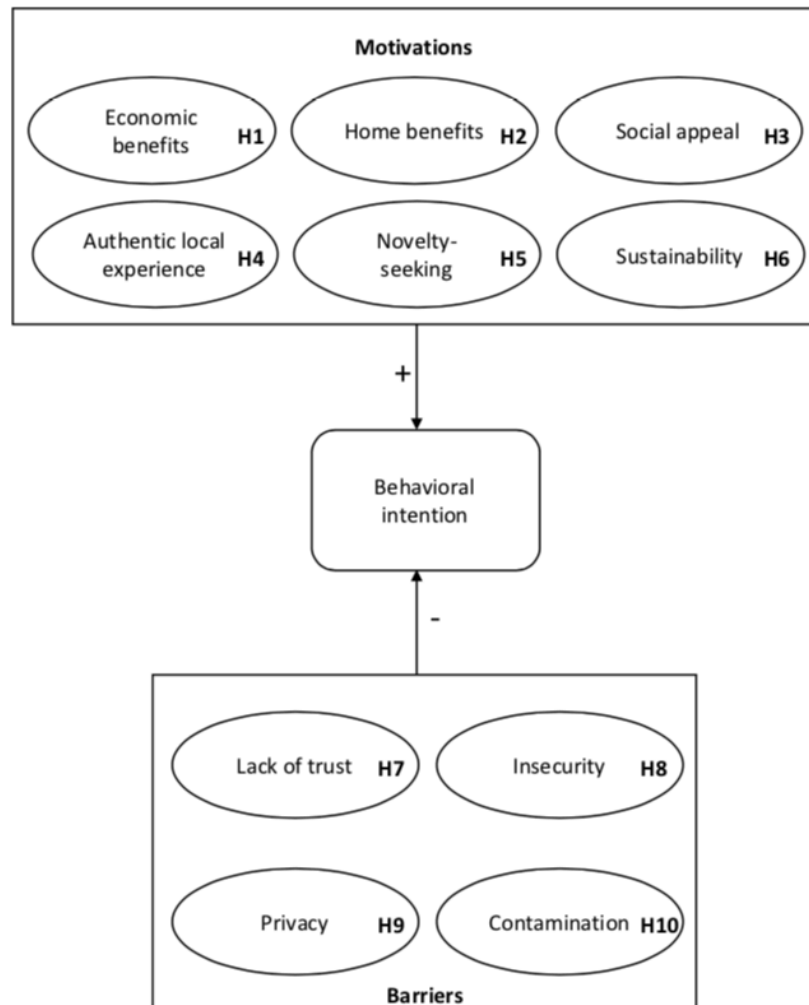 Motivations
Economic
benefits H1
Home benefits H2
Social appeal H3
Authentic local
experience H4
Novelty-
seeking H5
Sustainability H6
+
Behavioral
intention
-
Lack of trust H7
Insecurity H8
Privacy H9
Contamination H10
Barriers